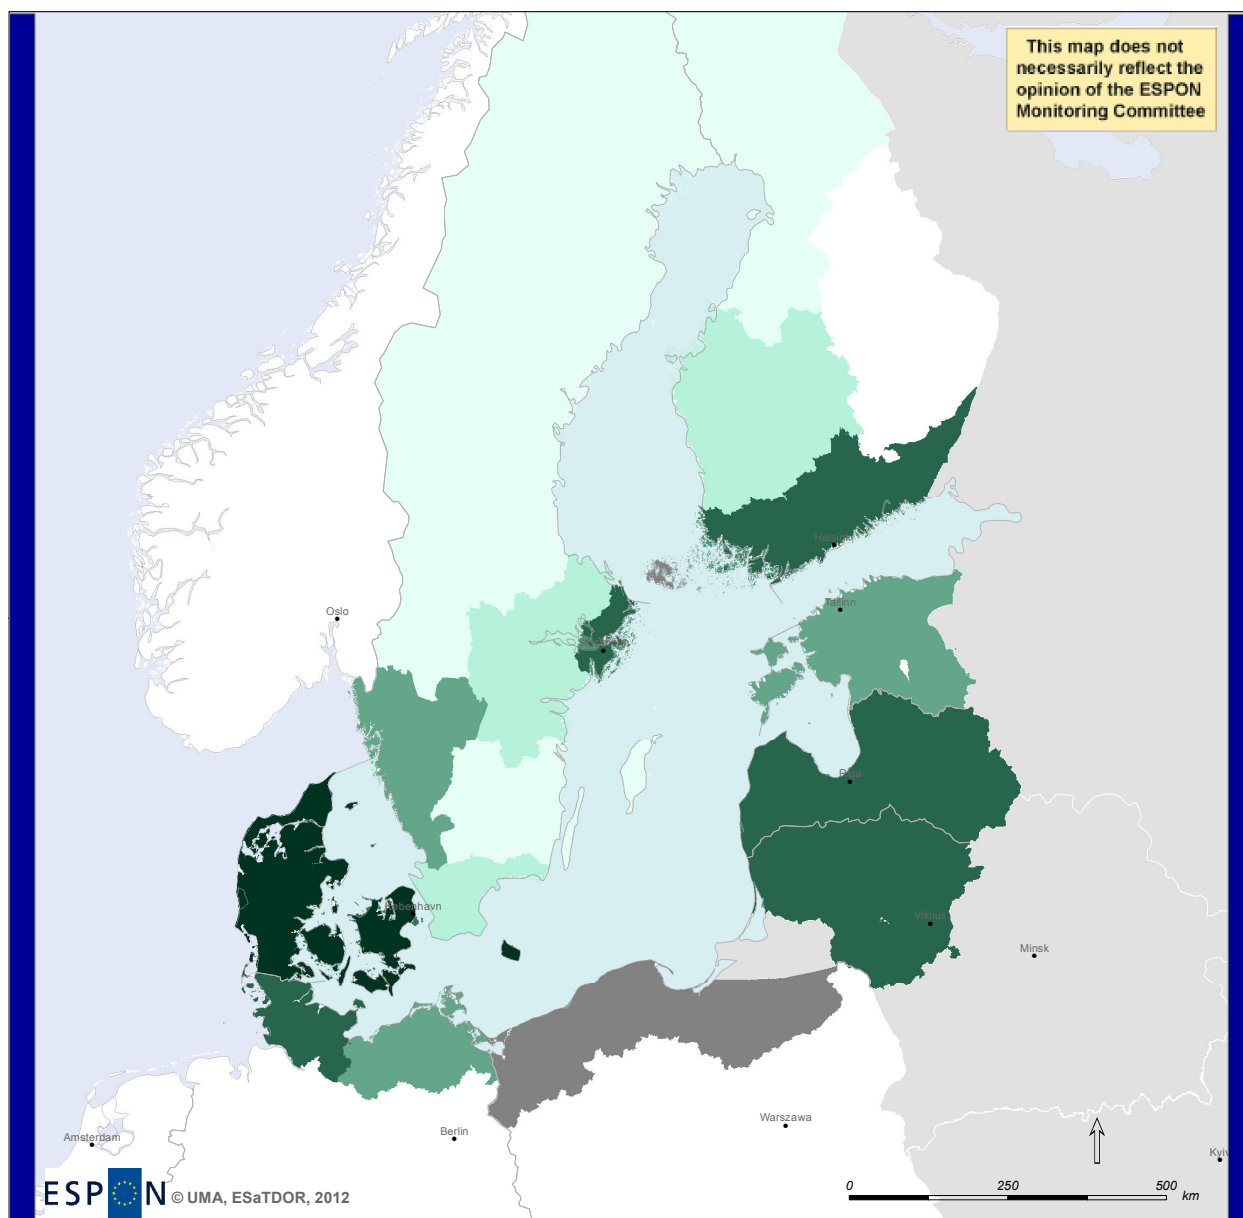 This map does not
necessarily reflect the
opinion of the ESPON
Monitoring Committee
Helsinki
Oslo
Tallinn
Riga
København
Vilnius
Minsk
Warszawa
Berlin
Amsterdam
Kyiv
ESPON © UMA, ESaTDOR, 2012
0 250 500
km